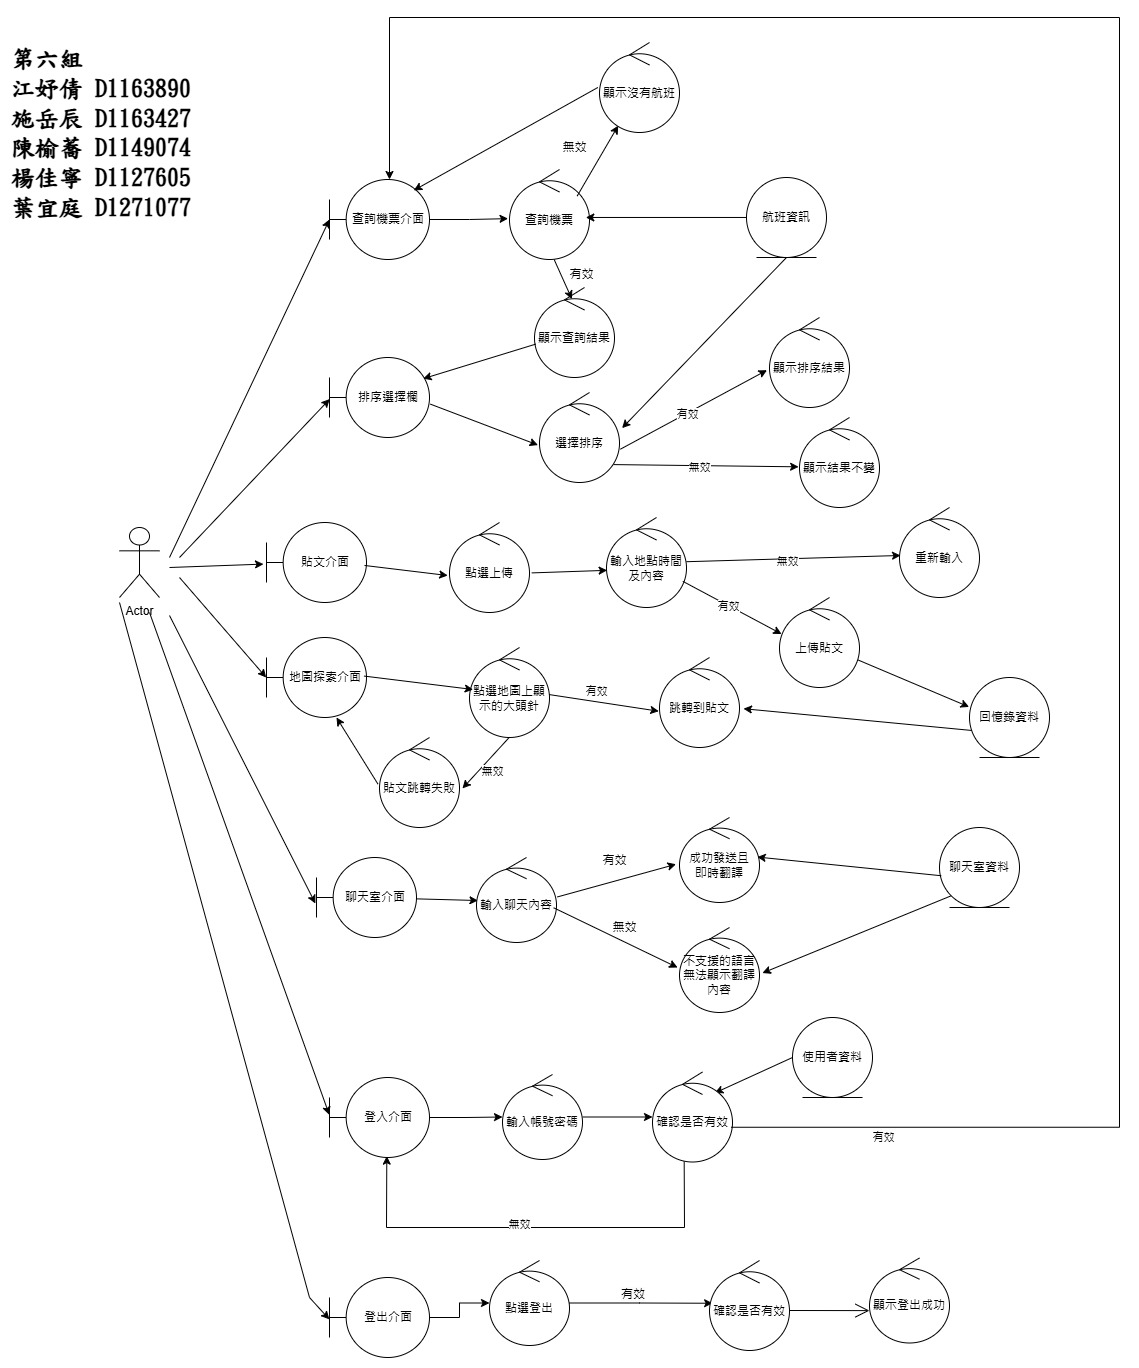 第六組
江妤倩 D1163890
施岳辰 D1163427
陳榆蕎 D1149074
楊佳寧 D1127605
葉宜庭 D1271077
顯示沒有航班
無效
查詢機票介面
查詢機票
航班資訊
有效
顯示查詢結果
排序選擇欄
選擇排序
有效
顯示排序結果
無效
顯示結果不變
Actor
貼文介面
點選上傳
輸入地點時間
及內容
無效
重新輸入
有效
上傳貼文
地圖探索介面
點選地圖上顯
示的大頭針
有效
跳轉到貼文
回憶錄資料
無效
貼文跳轉失敗
聊天室介面
輸入聊天內容
有效
成功發送且
即時翻譯
聊天室資料
無效
不支援的語言
無法顯示翻譯
內容
登入介面
輸入帳號密碼
確認是否有效
使用者資料
有效
無效
登出介面
點選登出
有效
確認是否有效
顯示登出成功